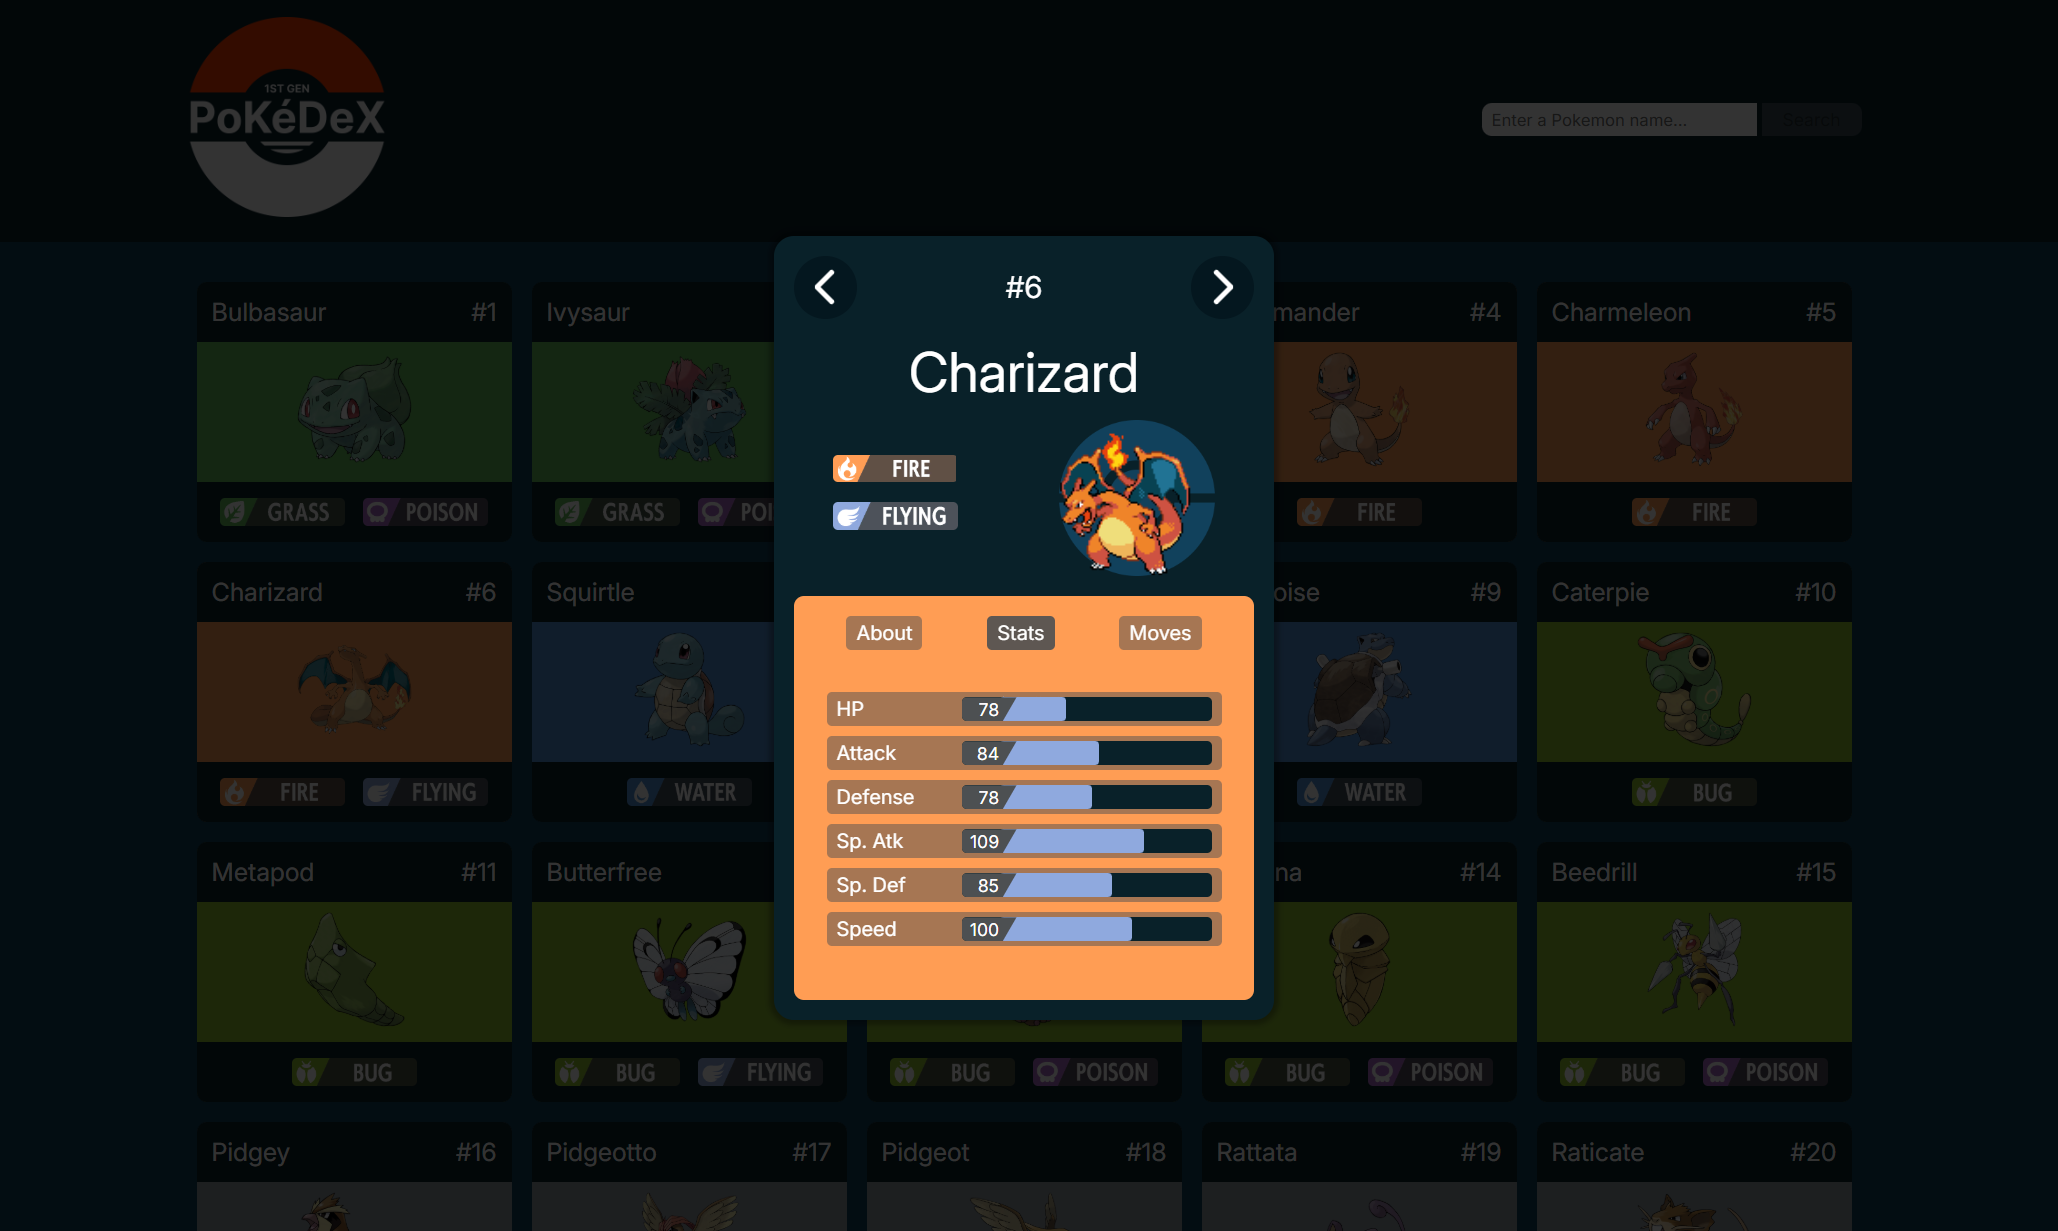 1ST GEN
PoKéDeX
Enter a Pokemon name...
Search
#6
Charizard
FIRE
FLYING
About Stats Moves
HP 78
Attack 84
Defense 78
Sp. Atk 109
Sp. Def 85
Speed 100
Bulbasaur #1
GRASS POISON
Ivysaur
GRASS POI
mander #4
FIRE
Charmeleon #5
FIRE
Charizard #6
FIRE FLYING
Squirtle
WATER
oise #9
WATER
Caterpie #10
BUG
Metapod #11
BUG
Butterfree
BUG FLYING
BUG POISON
na #14
BUG POISON
Beedrill #15
BUG POISON
Pidgey #16
Pidgeotto #17
Pidgeot #18
Rattata #19
Raticate #20